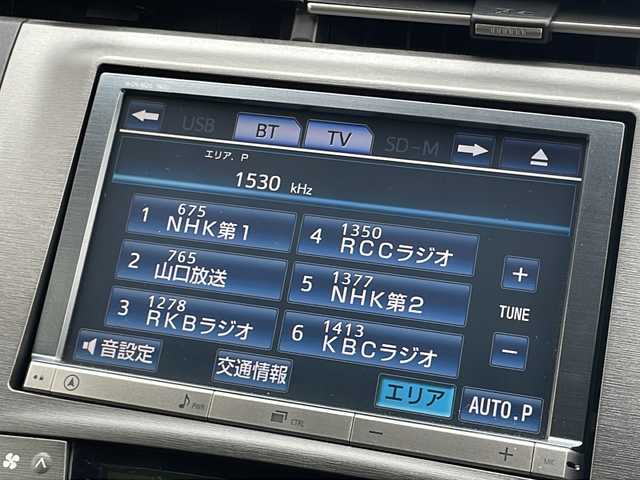 USB BT TV SD-M
エリア.P
1530 kHz
1 675 NHK第1
4 1350 RCCラジオ
2 765 山口放送
5 1377 NHK第2
3 1278 RKBラジオ
6 1413 KBCラジオ
+
TUNE
−
音設定
交通情報
エリア
AUTO.P
PWR
CTRL
−
+
MIC